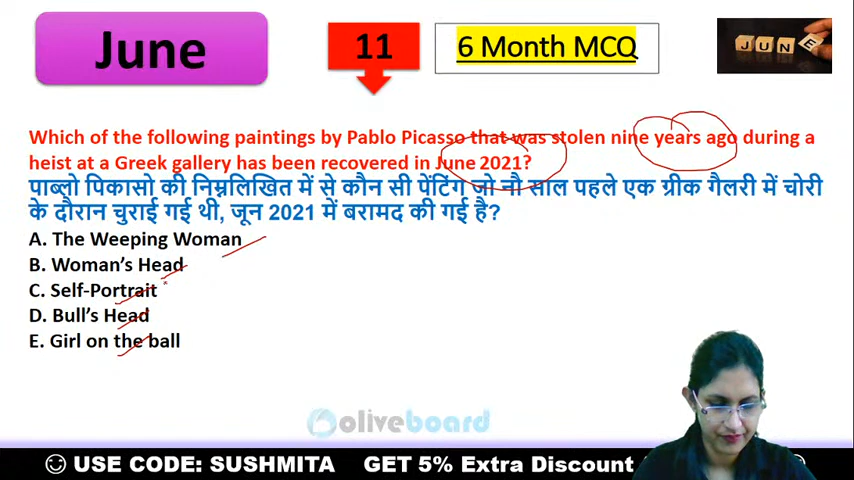 June
11
6 Month MCQ
JUNE
Which of the following paintings by Pablo Picasso that was stolen nine years ago during a
heist at a Greek gallery has been recovered in June 2021?
पाब्लो पिकासो की निम्नलिखित में से कौन सी पेंटिंग जो नौ साल पहले एक ग्रीक गैलरी में चोरी
के दौरान चुराई गई थी, जून 2021 में बरामद की गई है?
A. The Weeping Woman
B. Woman’s Head
C. Self-Portrait
D. Bull’s Head
E. Girl on the ball
oliveboard
USE CODE: SUSHMITA GET 5% Extra Discount